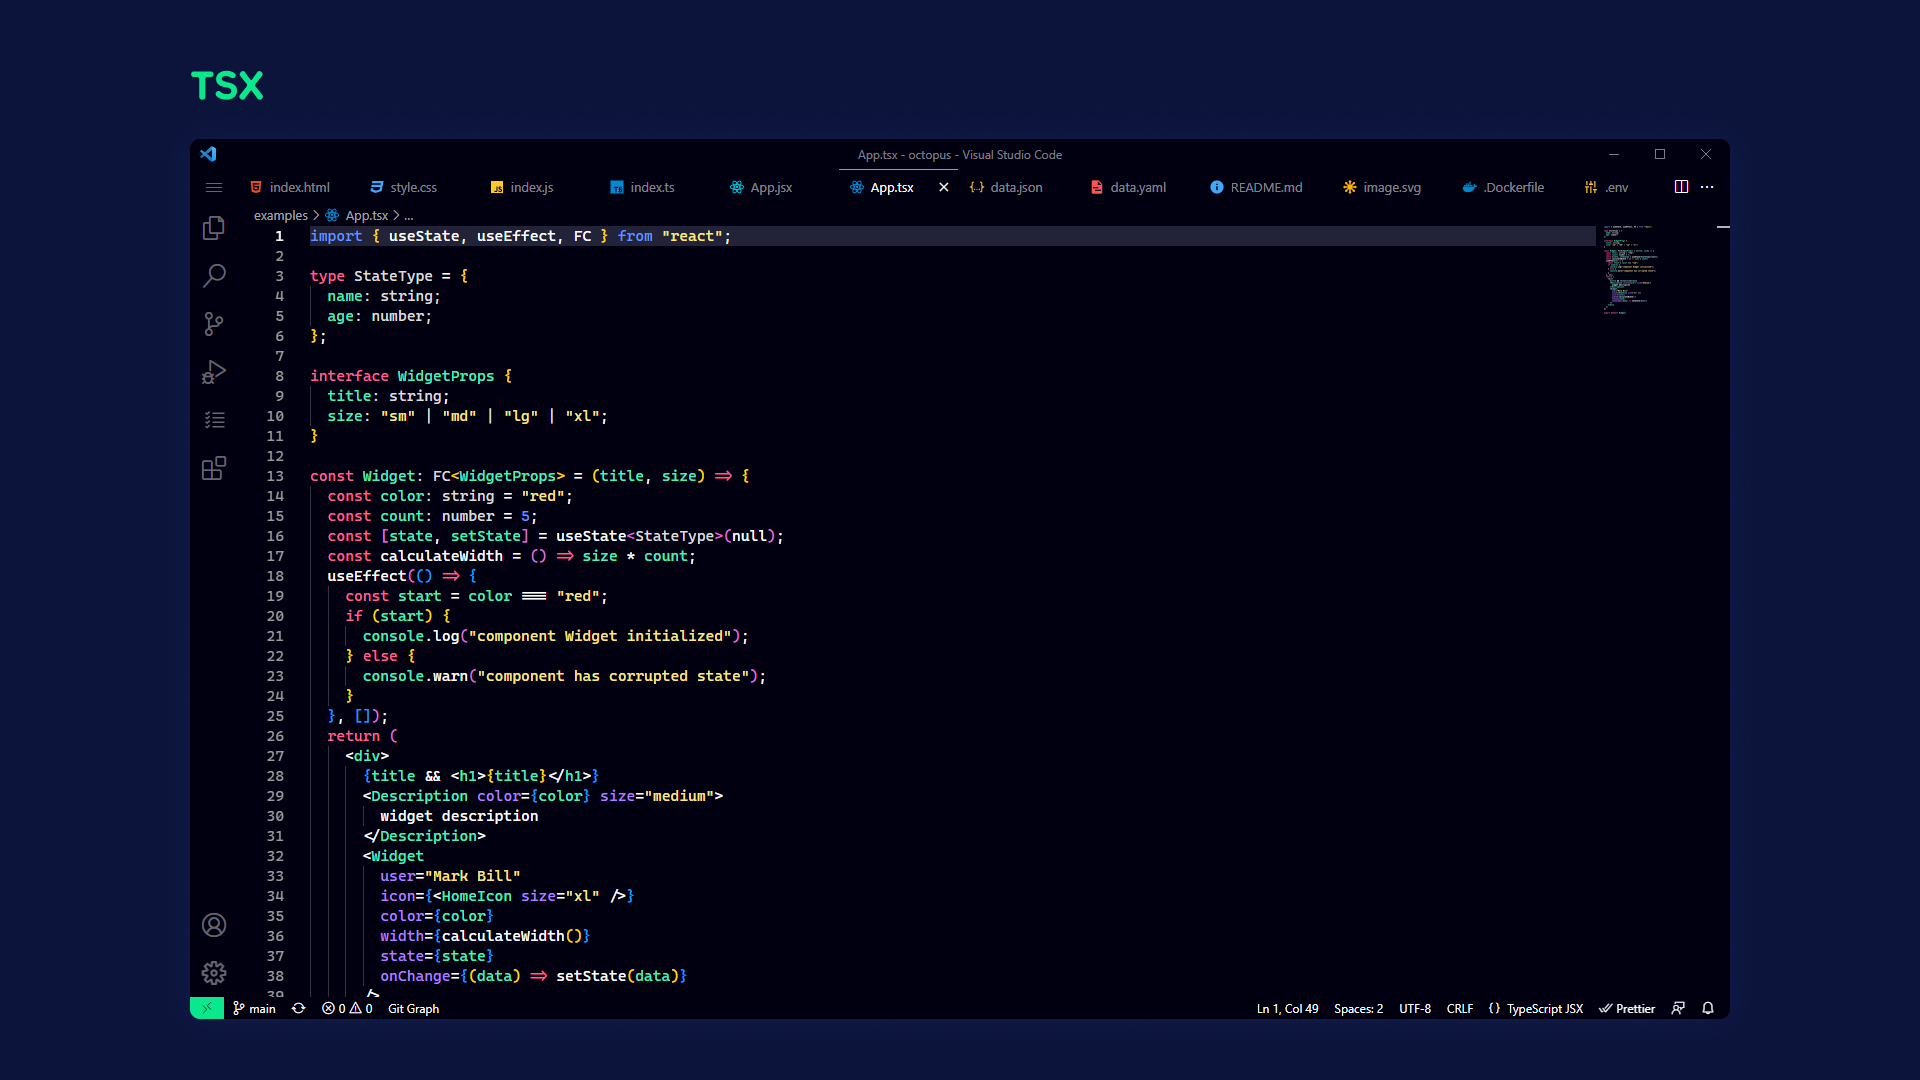 TSX
App.tsx - octopus - Visual Studio Code
index.html style.css index.js index.ts App.jsx App.tsx data.json data.yaml README.md image.svg .Dockerfile .env
examples > App.tsx > ...
1 import { useState, useEffect, FC } from "react";
2
3 type StateType = {
4 name: string;
5 age: number;
6 };
7
8 interface WidgetProps {
9 title: string;
10 size: "sm" | "md" | "lg" | "xl";
11 }
12
13 const Widget: FC<WidgetProps> = (title, size) => {
14 const color: string = "red";
15 const count: number = 5;
16 const [state, setState] = useState<StateType>(null);
17 const calculateWidth = () => size * count;
18 useEffect(() => {
19 const start = color === "red";
20 if (start) {
21 console.log("component Widget initialized");
22 } else {
23 console.warn("component has corrupted state");
24 }
25 }, []);
26 return (
27 <div>
28 {title && <h1>{title}</h1>}
29 <Description color={color} size="medium">
30 widget description
31 </Description>
32 <Widget
33 user="Mark Bill"
34 icon={<HomeIcon size="xl" />}
35 color={color}
36 width={calculateWidth()}
37 state={state}
38 onChange={(data) => setState(data)}
39 />
main 0 0 Git Graph Ln 1, Col 49 Spaces: 2 UTF-8 CRLF {} TypeScript JSX Prettier